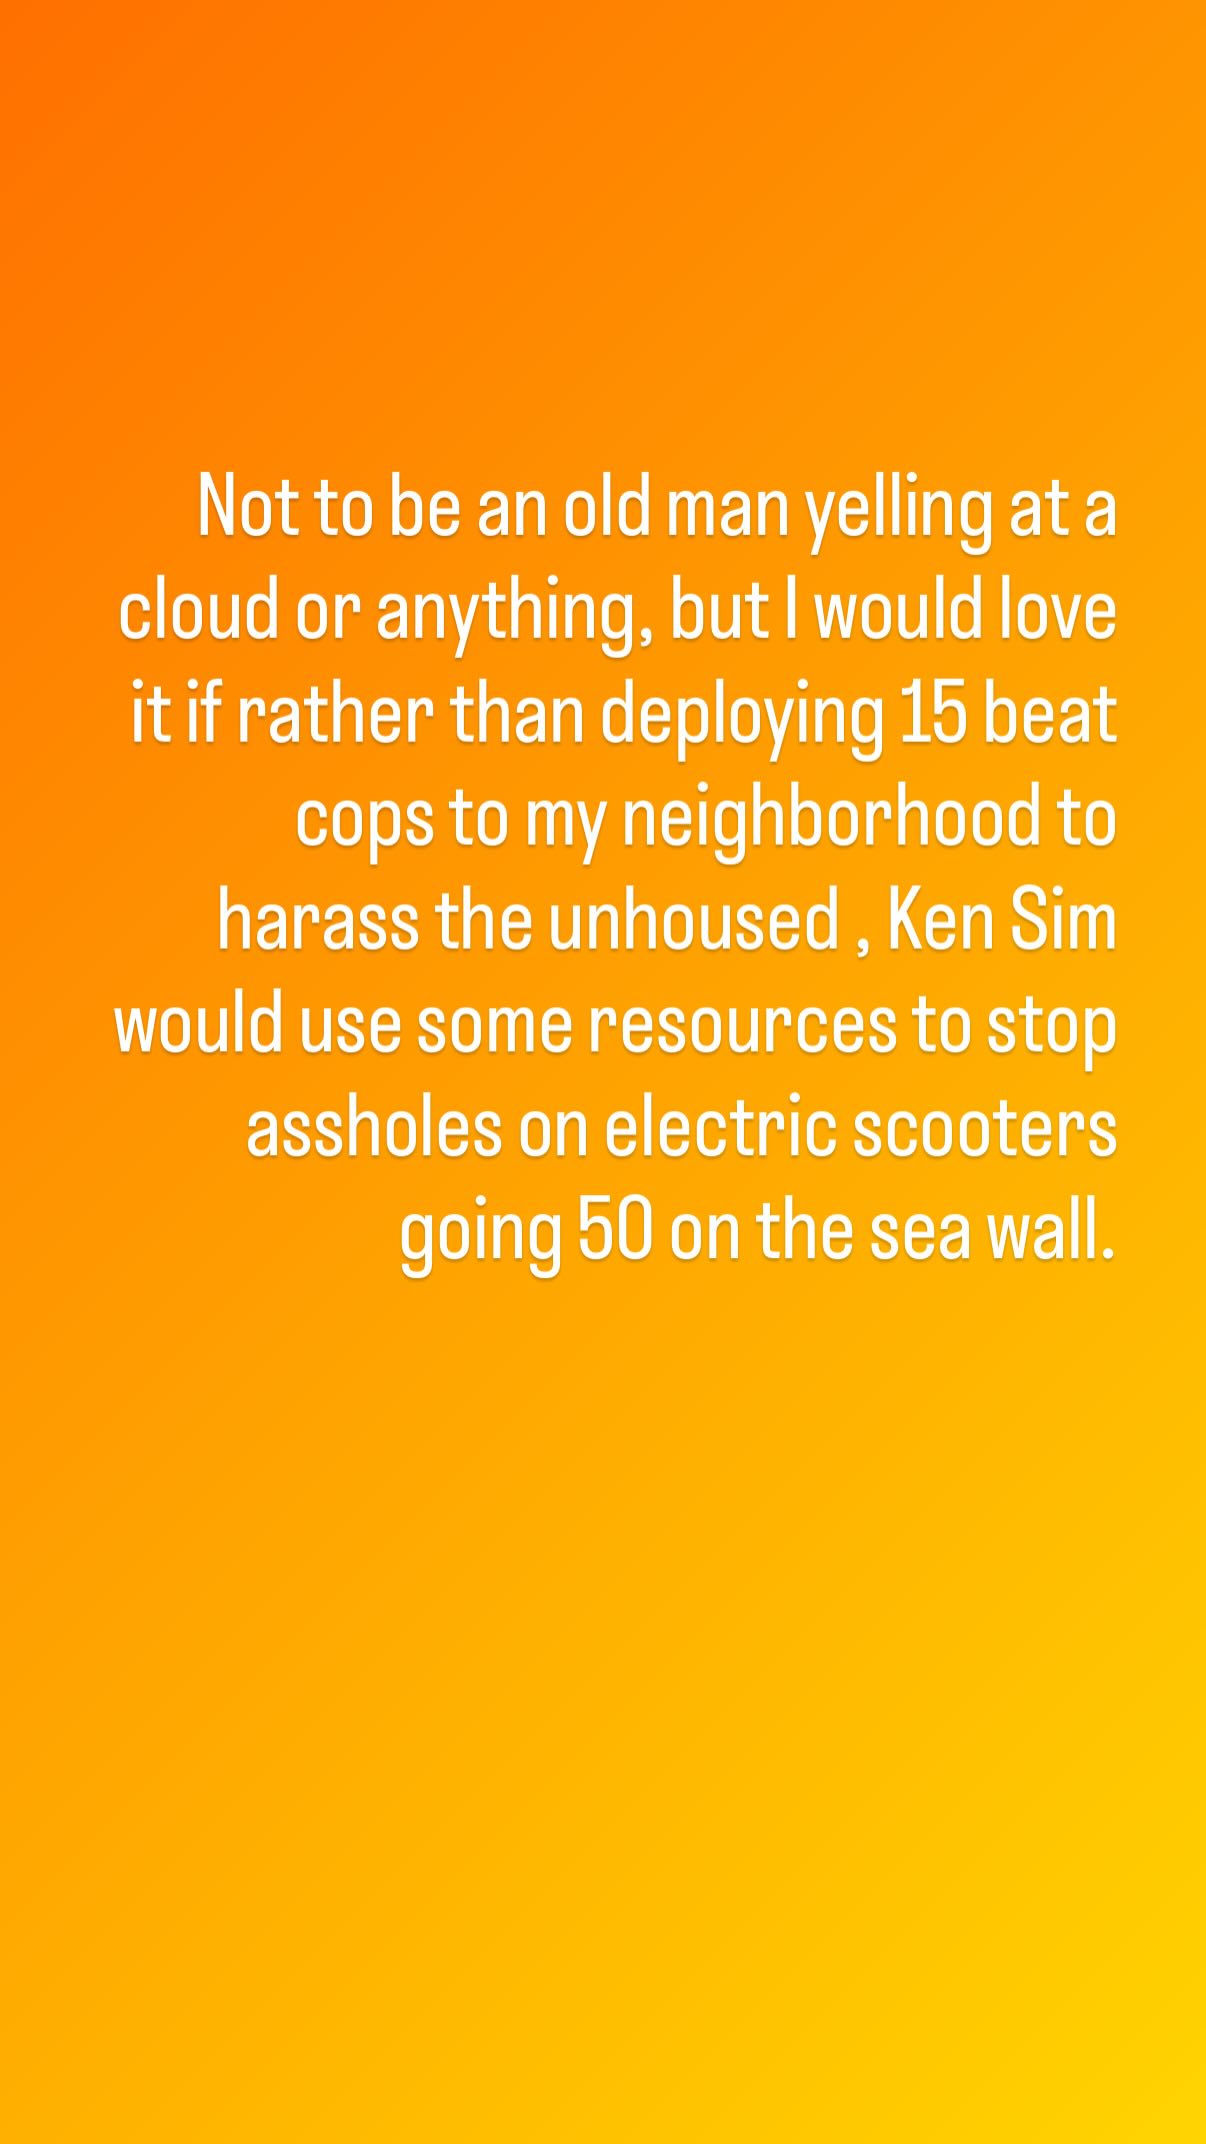 Not to be an old man yelling at a
cloud or anything, but I would love
it if rather than deploying 15 beat
cops to my neighborhood to
harass the unhoused , Ken Sim
would use some resources to stop
assholes on electric scooters
going 50 on the sea wall.